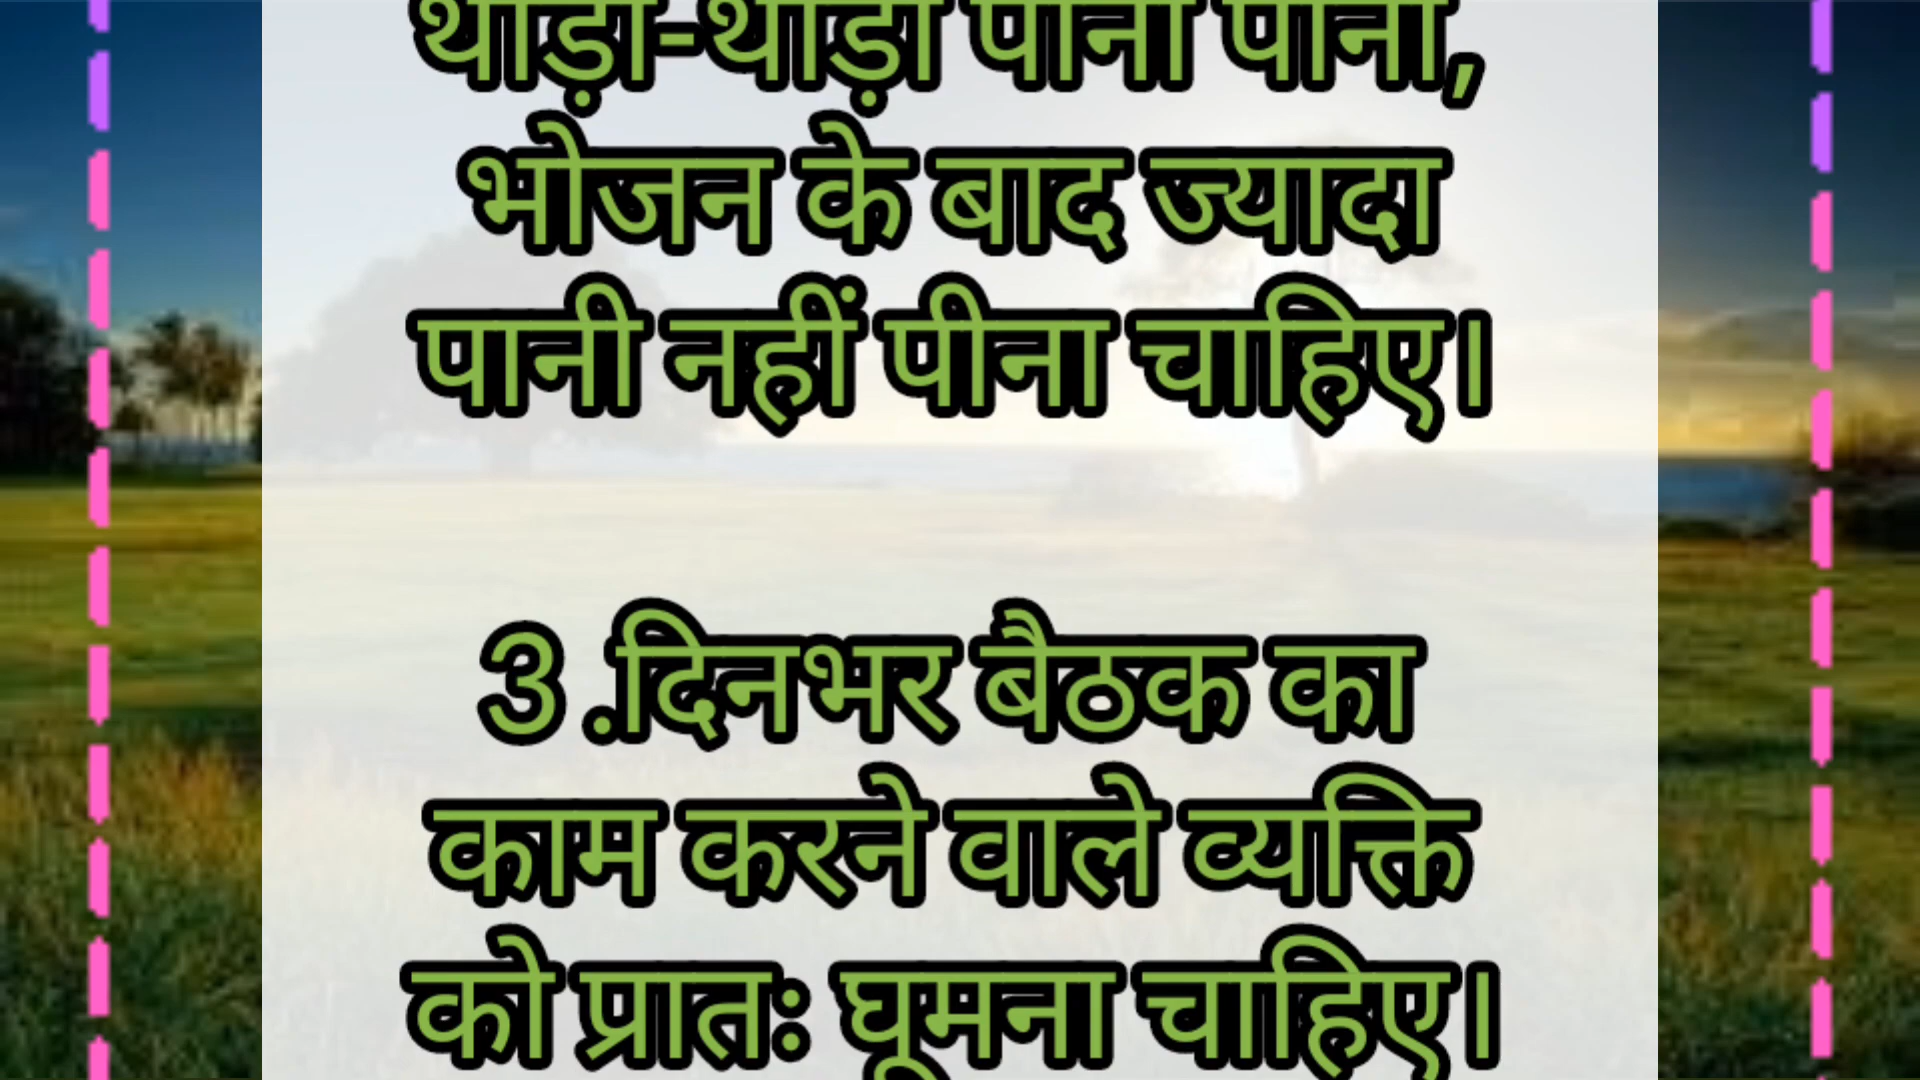 थोड़ा-थोड़ा पानी पीना,
भोजन के बाद ज्यादा
पानी नहीं पीना चाहिए।
3 .दिनभर बैठक का
काम करने वाले व्यक्ति
को प्रातः घूमना चाहिए।